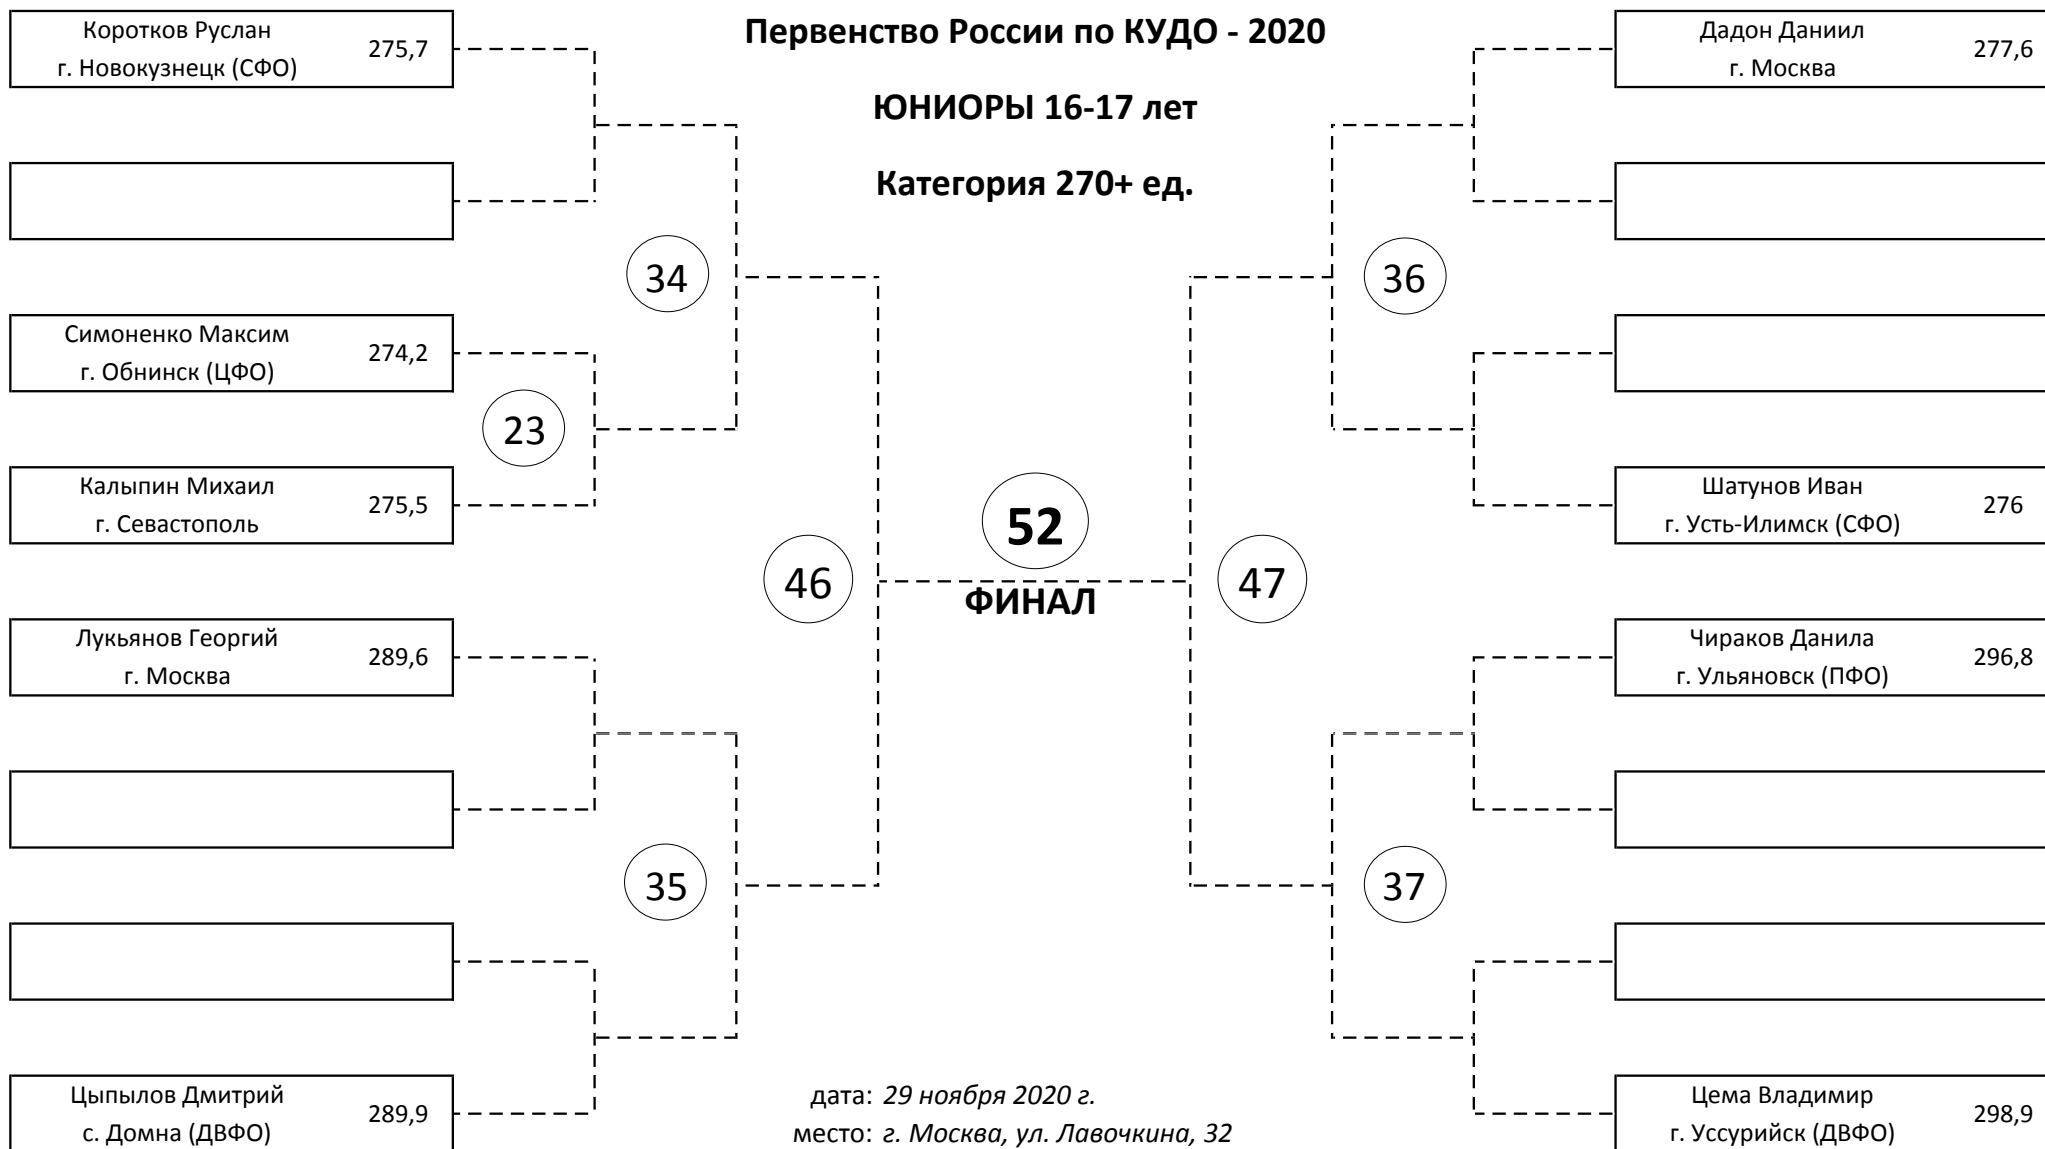 Первенство России по КУДО - 2020
ЮНИОРЫ 16-17 лет
Категория 270+ ед.
Коротков Руслан
г. Новокузнецк (СФО)
275,7
Симоненко Максим
г. Обнинск (ЦФО)
274,2
Калыпин Михаил
г. Севастополь
275,5
Лукьянов Георгий
г. Москва
289,6
Цыпылов Дмитрий
с. Домна (ДВФО)
289,9
23
34
35
46
52
ФИНАЛ
47
36
37
Дадон Даниил
г. Москва
277,6
Шатунов Иван
г. Усть-Илимск (СФО)
276
Чираков Данила
г. Ульяновск (ПФО)
296,8
Цема Владимир
г. Уссурийск (ДВФО)
298,9
дата: 29 ноября 2020 г.
место: г. Москва, ул. Лавочкина, 32